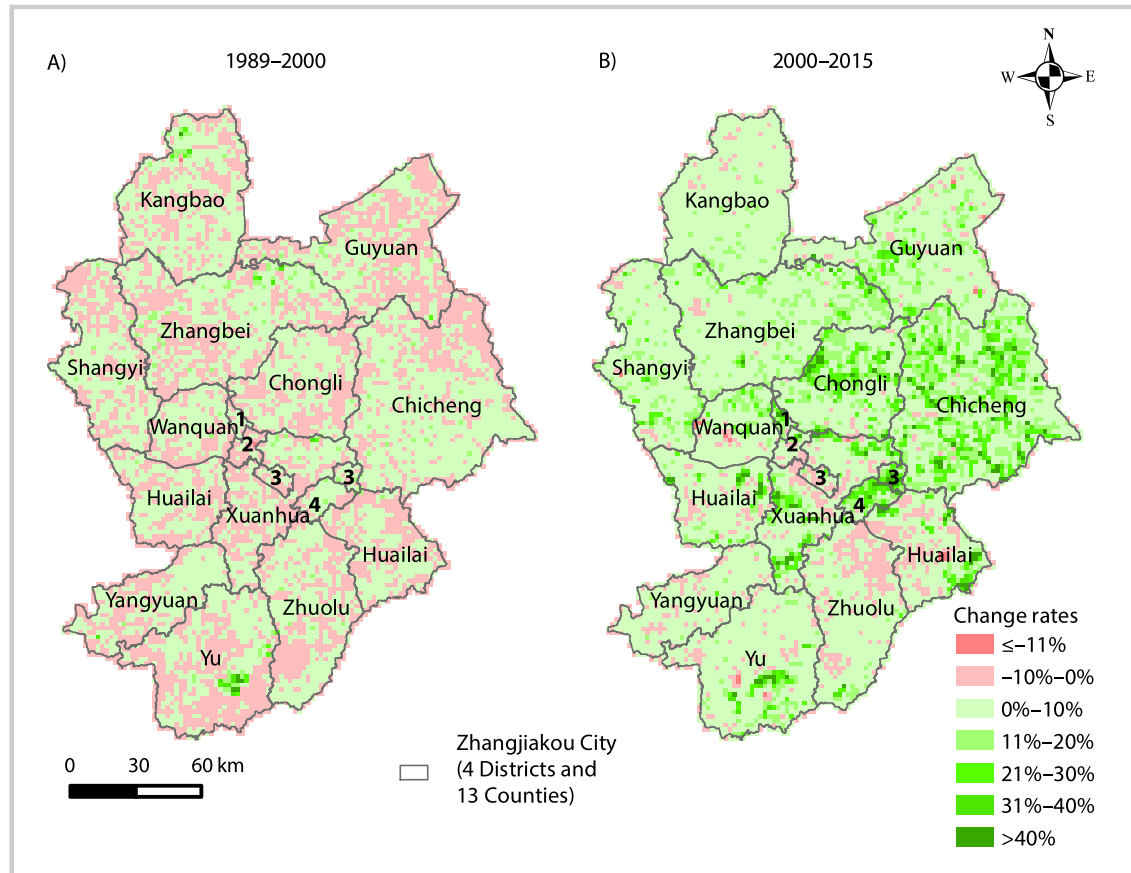 A)
1989–2000
B)
2000–2015
N
W
E
S
Kangbao
Guyuan
Zhangbei
Shangyi
Chongli
Chicheng
Wanquan
1
2
3
3
4
Huailai
Xuanhua
Huailai
Yangyuan
Zhuolu
Yu
Kangbao
Guyuan
Zhangbei
Shangyi
Chongli
Chicheng
Wanquan
1
2
3
3
4
Huailai
Xuanhua
Huailai
Yangyuan
Zhuolu
Yu
0
30
60 km
Zhangjiakou City
(4 Districts and
13 Counties)
Change rates
≤–11%
–10%–0%
0%–10%
11%–20%
21%–30%
31%–40%
>40%